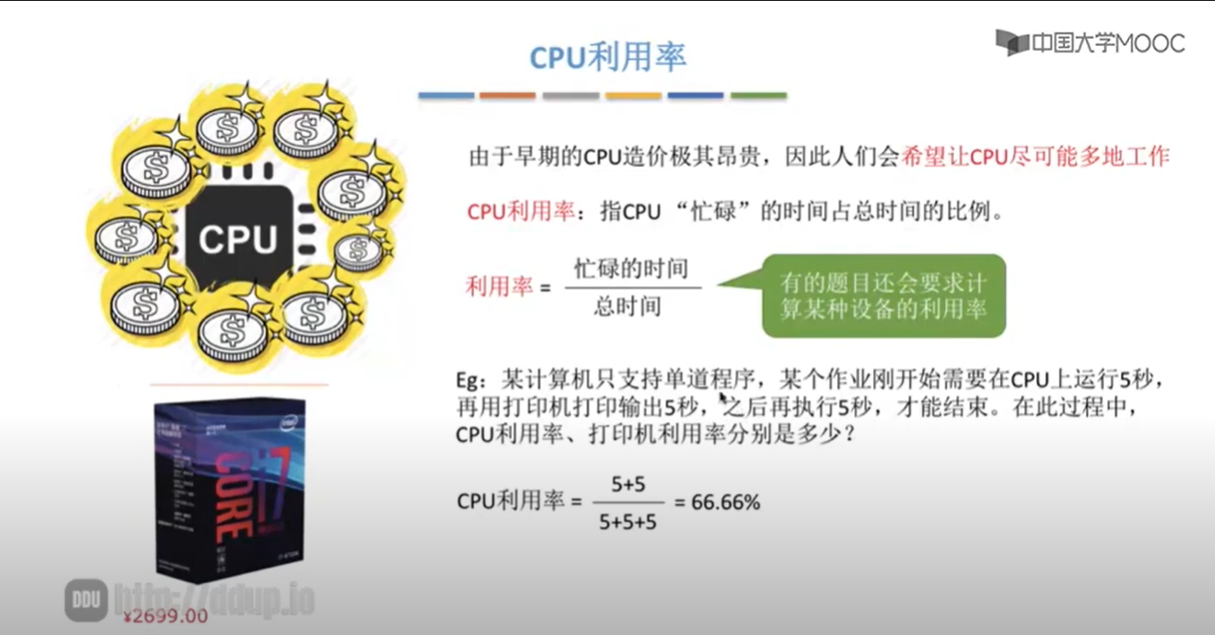 CPU利用率
中国大学MOOC
由于早期的CPU造价极其昂贵，因此人们会希望让CPU尽可能多地工作
CPU利用率：指CPU“忙碌”的时间占总时间的比例。
利用率 = 忙碌的时间
总时间
有的题目还会要求计
算某种设备的利用率
CPU
Eg：某计算机只支持单道程序，某个作业刚开始需要在CPU上运行5秒，
再用打印机打印输出5秒，之后再执行5秒，才能结束。在此过程中，
CPU利用率、打印机利用率分别是多少？
CPU利用率 = 5+5
5+5+5
= 66.66%
intel
CORE
i7
DDU http://ddup.io
¥2699.00